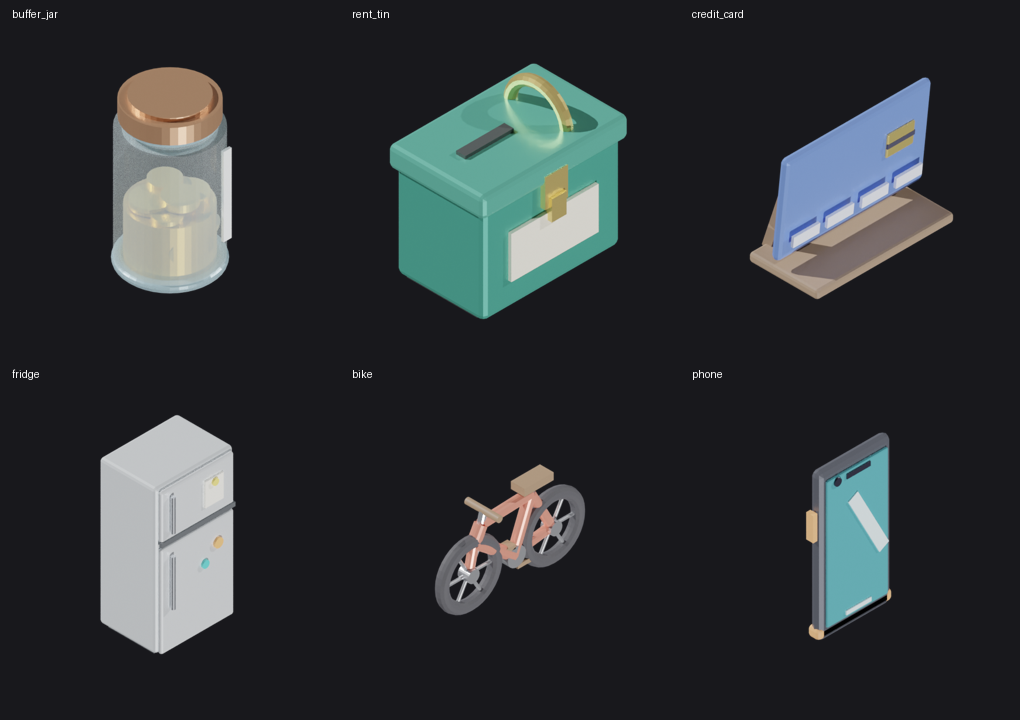 buffer_jar
rent_tin
credit_card
fridge
bike
phone